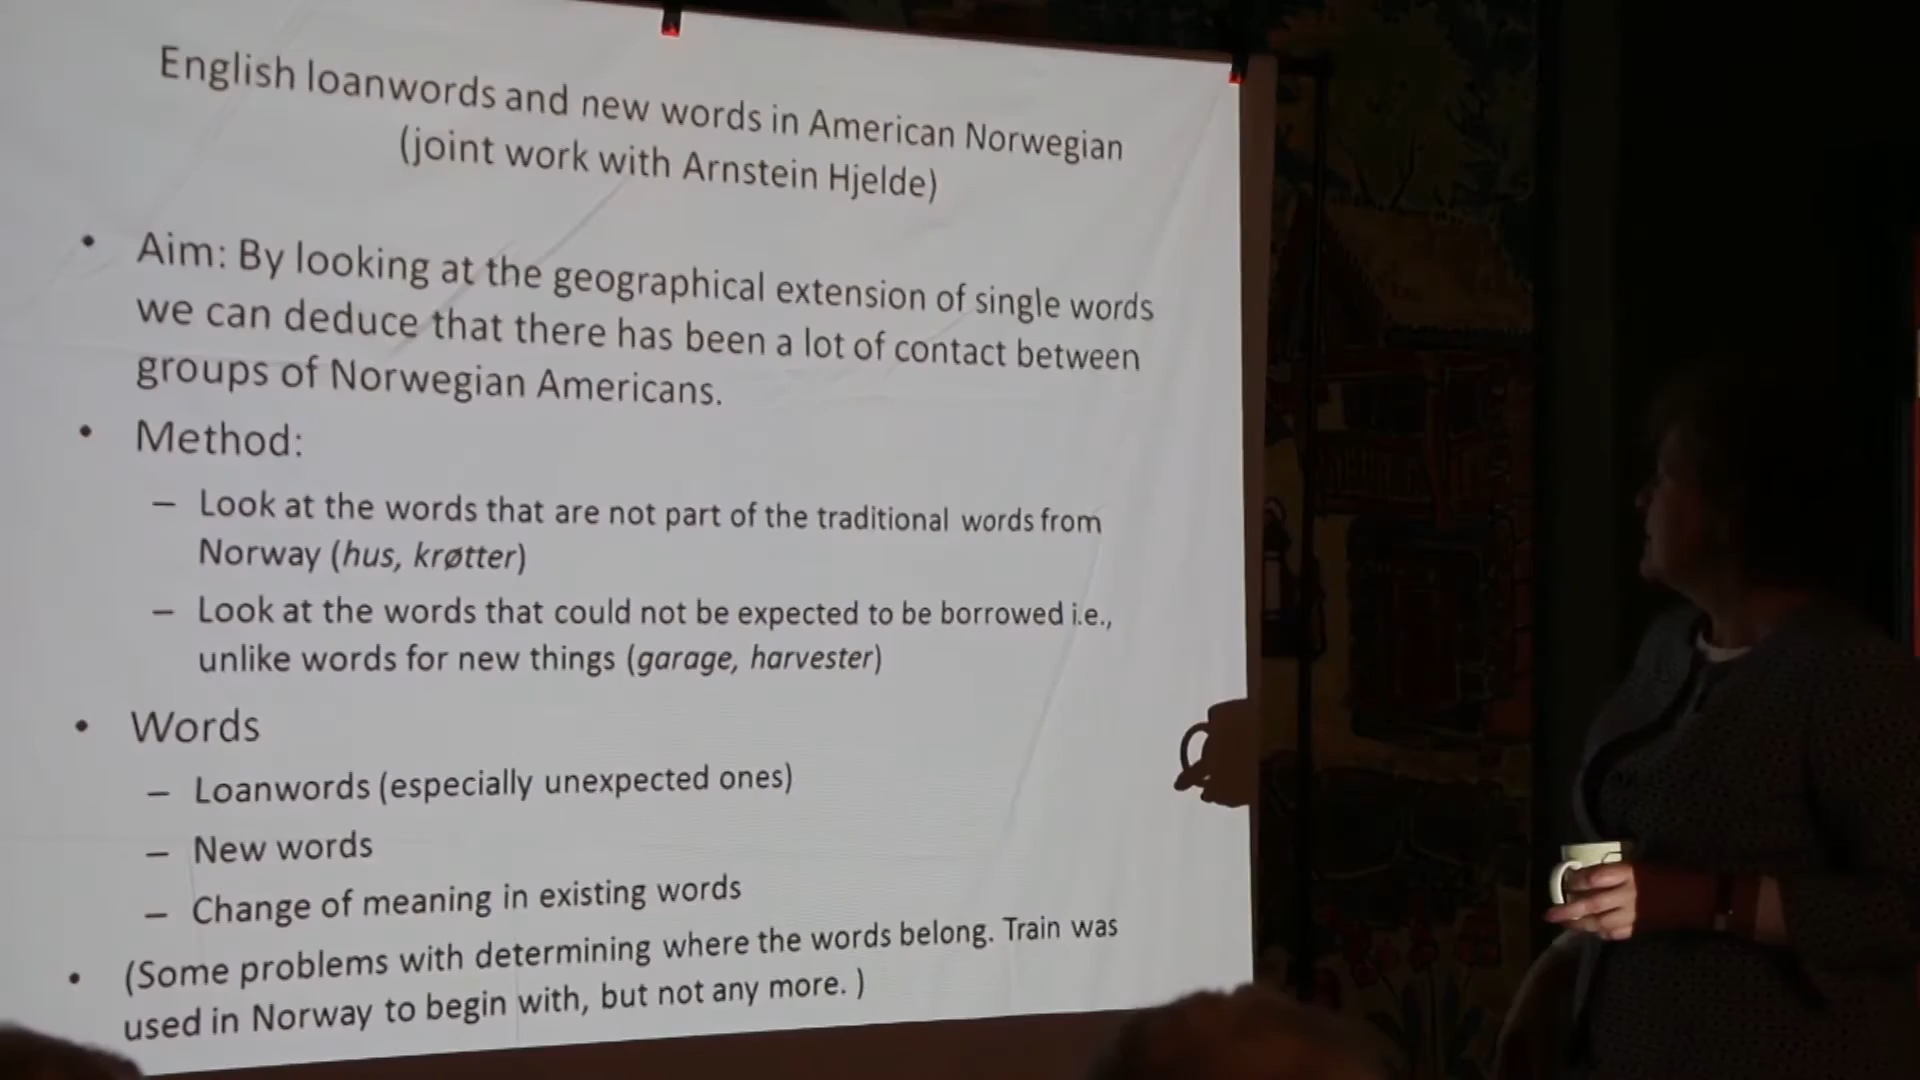 English loanwords and new words in American Norwegian
(joint work with Arnstein Hjelde)
• Aim: By looking at the geographical extension of single words
we can deduce that there has been a lot of contact between
groups of Norwegian Americans.
• Method:
– Look at the words that are not part of the traditional words from
Norway (hus, krøtter)
– Look at the words that could not be expected to be borrowed i.e.,
unlike words for new things (garage, harvester)
• Words
– Loanwords (especially unexpected ones)
– New words
– Change of meaning in existing words
• (Some problems with determining where the words belong. Train was
used in Norway to begin with, but not any more. )